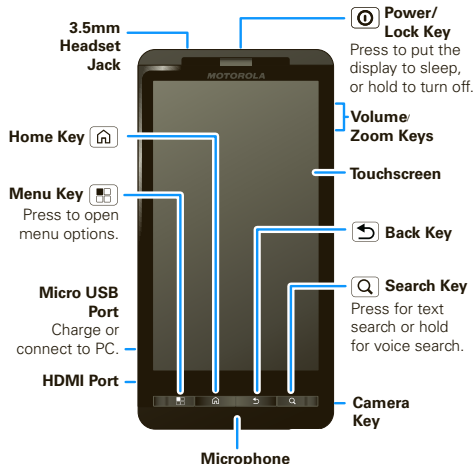 3.5mm
Headset
Jack
Power/
Lock Key
Press to put the
display to sleep,
or hold to turn off.
MOTOROLA
Volume/
Zoom Keys
Home Key
Touchscreen
Menu Key
Press to open
menu options.
Back Key
Search Key
Press for text
search or hold
for voice search.
Micro USB
Port
Charge or
connect to PC.
HDMI Port
Camera
Key
Microphone